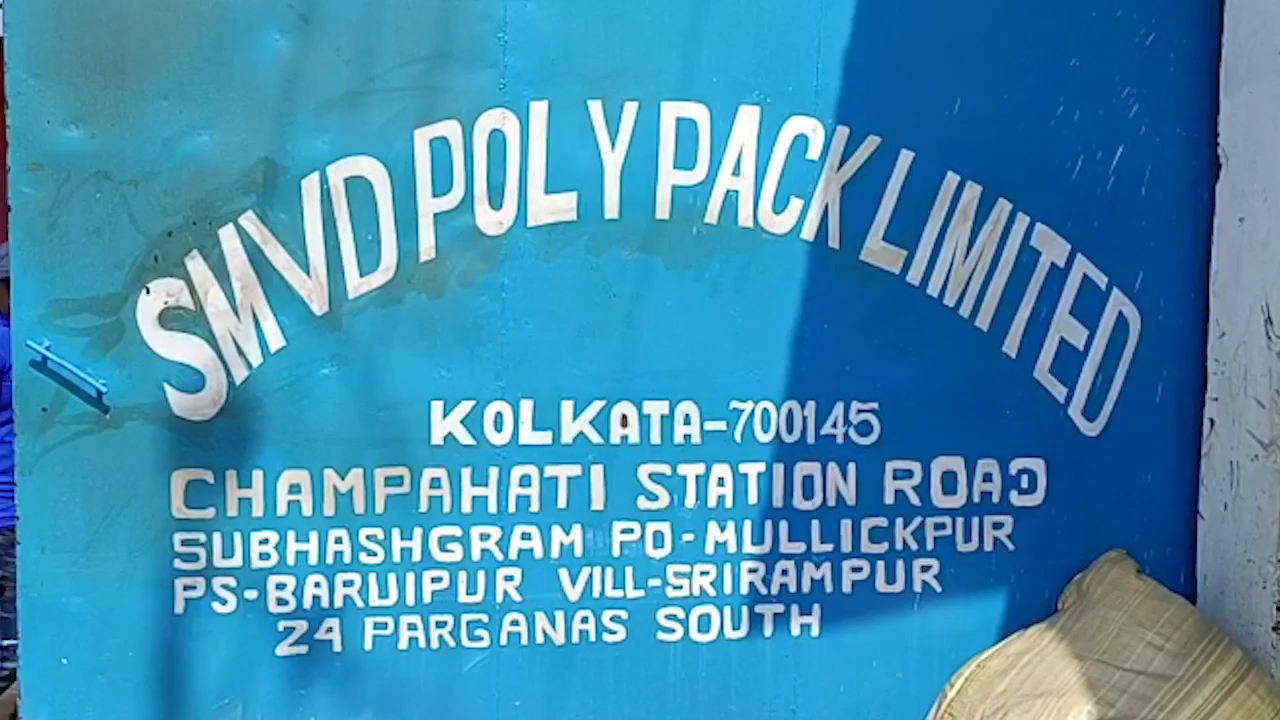 SMVD POLY PACK LIMITED
KOLKATA-700145
CHAMPAHATI STATION ROAD
SUBHASHGRAM PO-MULLICKPUR
PS-BARUIPUR VILL-SRIRAMPUR
24 PARGANAS SOUTH